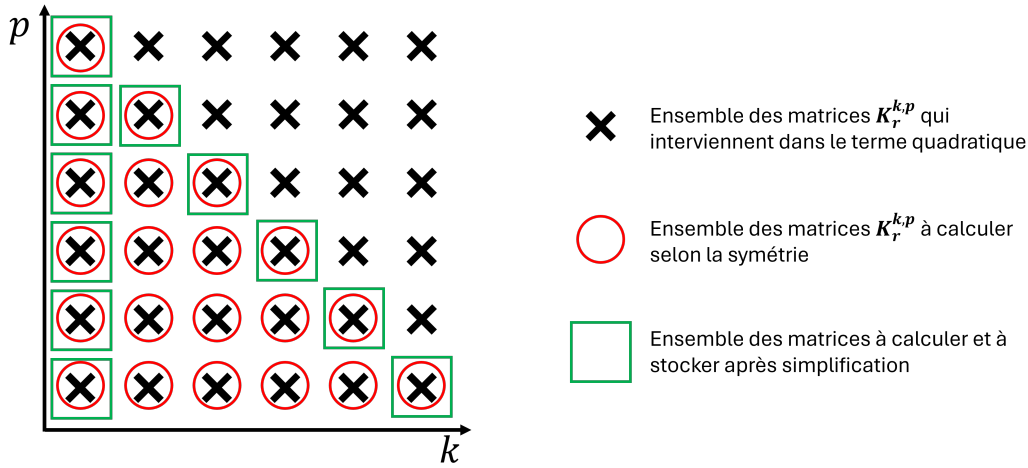 p
Ensemble des matrices K_r^{k,p} qui
interviennent dans le terme quadratique
Ensemble des matrices K_r^{k,p} à calculer
selon la symétrie
Ensemble des matrices à calculer et à
stocker après simplification
k